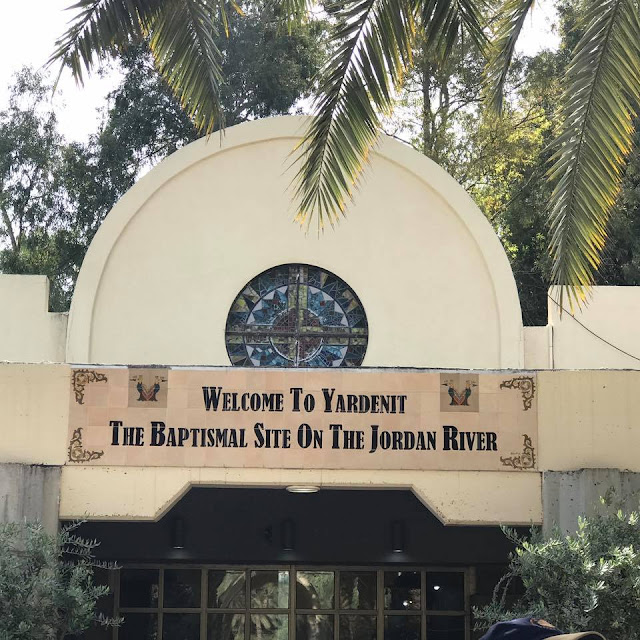 Welcome To Yardenit
The Baptismal Site On The Jordan River